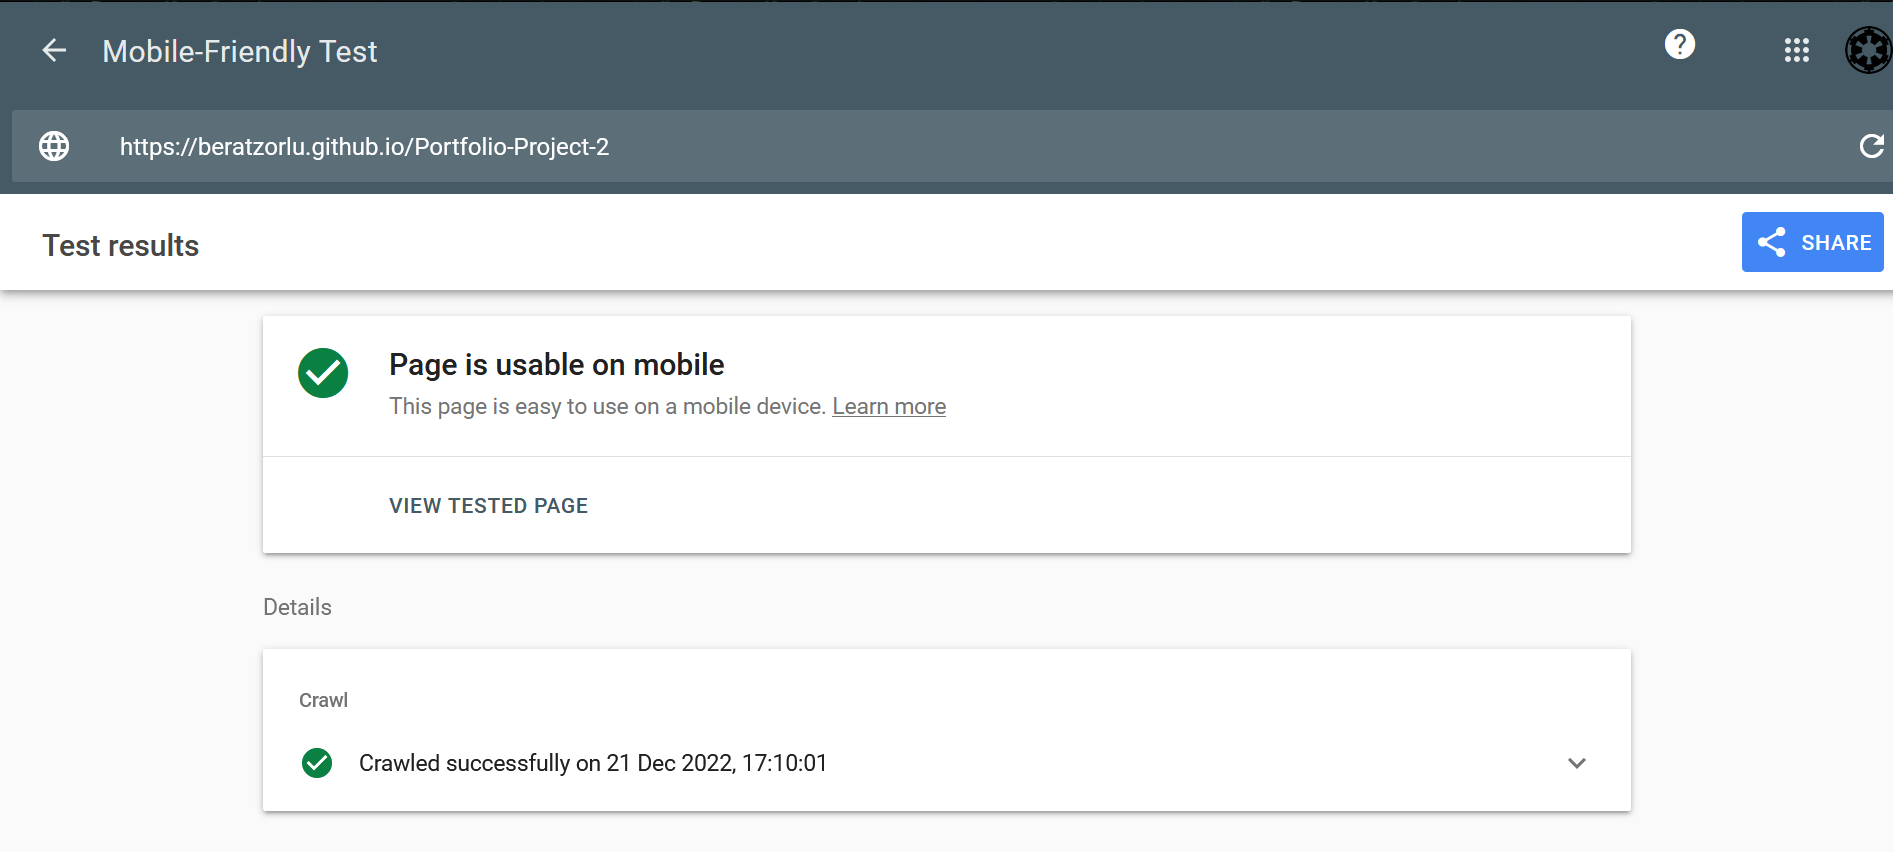 Mobile-Friendly Test
?
https://beratzorlu.github.io/Portfolio-Project-2
Test results
SHARE
Page is usable on mobile
This page is easy to use on a mobile device. Learn more
VIEW TESTED PAGE
Details
Crawl
Crawled successfully on 21 Dec 2022, 17:10:01